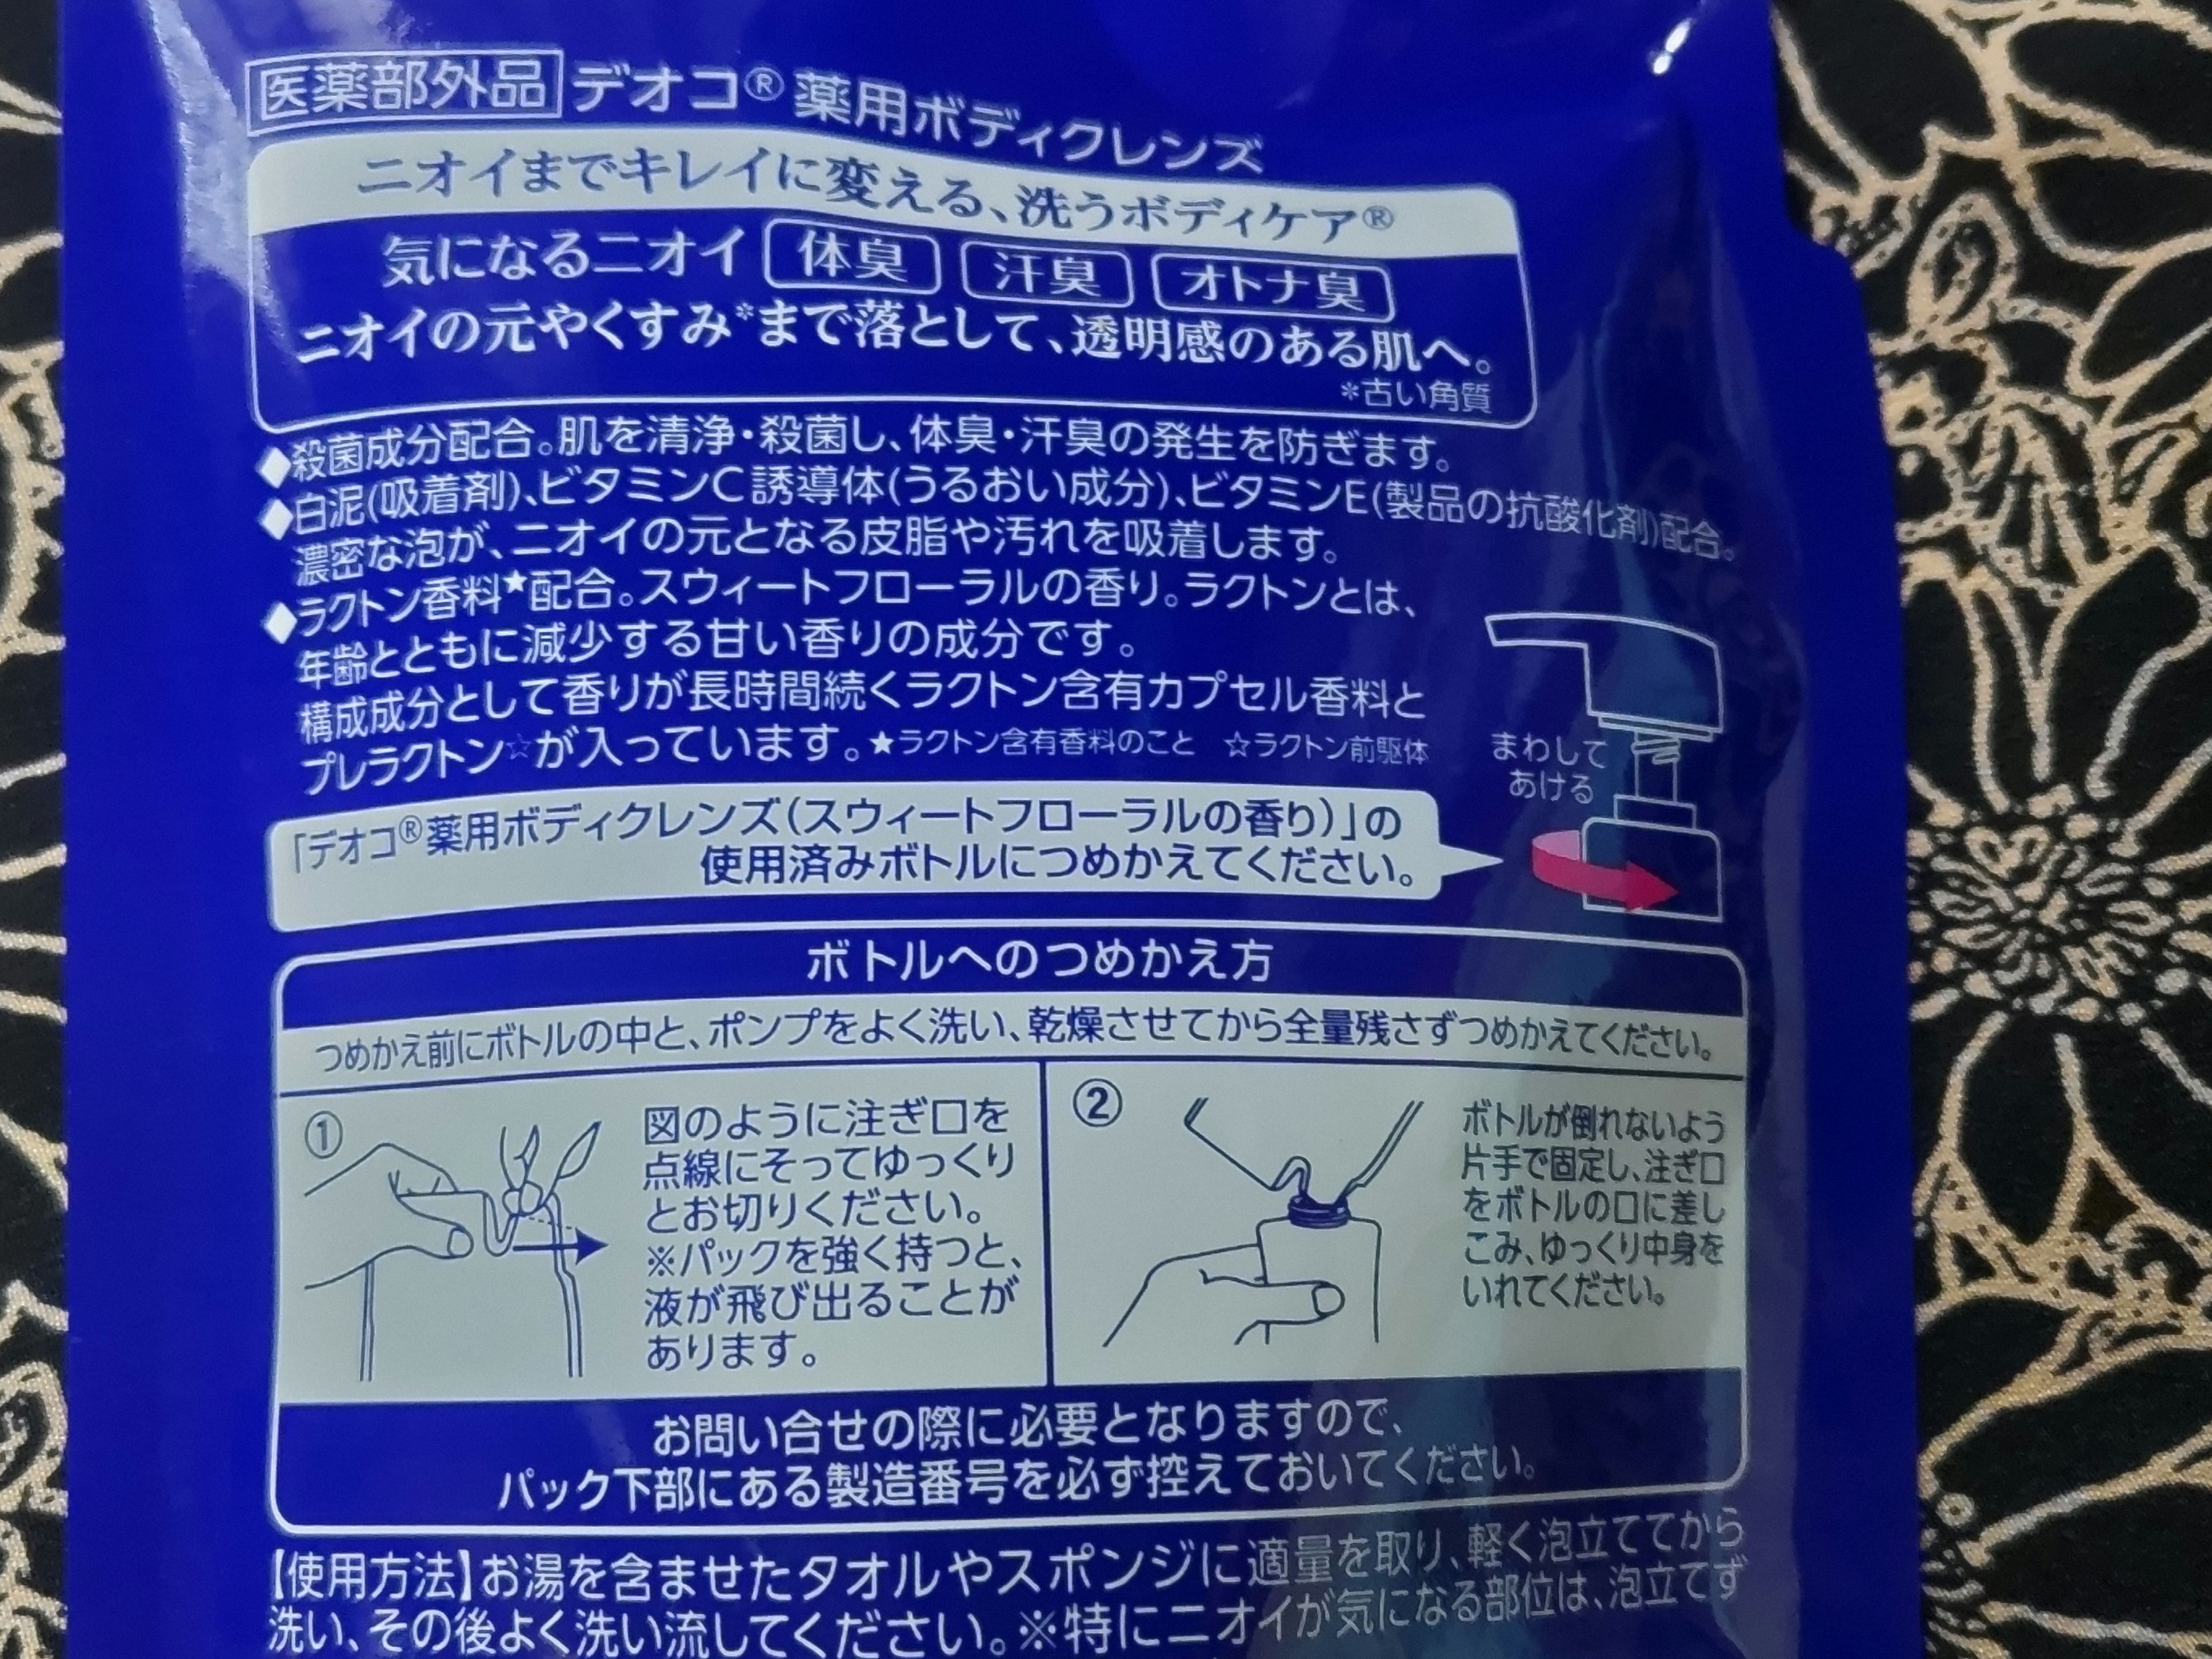 医薬部外品 デオコ® 薬用ボディクレンズ
ニオイまでキレイに変える、洗うボディケア®
気になるニオイ 体臭 汗臭 オトナ臭
ニオイの元やくすみ*まで落として、透明感のある肌へ。
*古い角質
◆殺菌成分配合。肌を清浄・殺菌し、体臭・汗臭の発生を防ぎます。
◆白泥(吸着剤)、ビタミンC誘導体(うるおい成分)、ビタミンE(製品の抗酸化剤)配合。
濃密な泡が、ニオイの元となる皮脂や汚れを吸着します。
◆ラクトン香料★配合。スウィートフローラルの香り。ラクトンとは、
年齢とともに減少する甘い香りの成分です。
構成成分として香りが長時間続くラクトン含有カプセル香料と
プレラクトン☆が入っています。★ラクトン含有香料のこと ☆ラクトン前駆体
まわして
あける
「デオコ®薬用ボディクレンズ(スウィートフローラルの香り)」の
使用済みボトルにつめかえてください。
ボトルへのつめかえ方
つめかえ前にボトルの中と、ポンプをよく洗い、乾燥させてから全量残さずつめかえてください。
①
図のように注ぎ口を
点線にそってゆっくり
とお切りください。
※パックを強く持つと、
液が飛び出ることが
あります。
②
ボトルが倒れないよう
片手で固定し、注ぎ口
をボトルの口に差し
こみ、ゆっくり中身を
いれてください。
お問い合せの際に必要となりますので、
パック下部にある製造番号を必ず控えておいてください。
【使用方法】お湯を含ませたタオルやスポンジに適量を取り、軽く泡立ててから
洗い、その後よく洗い流してください。※特にニオイが気になる部位は、泡立てず